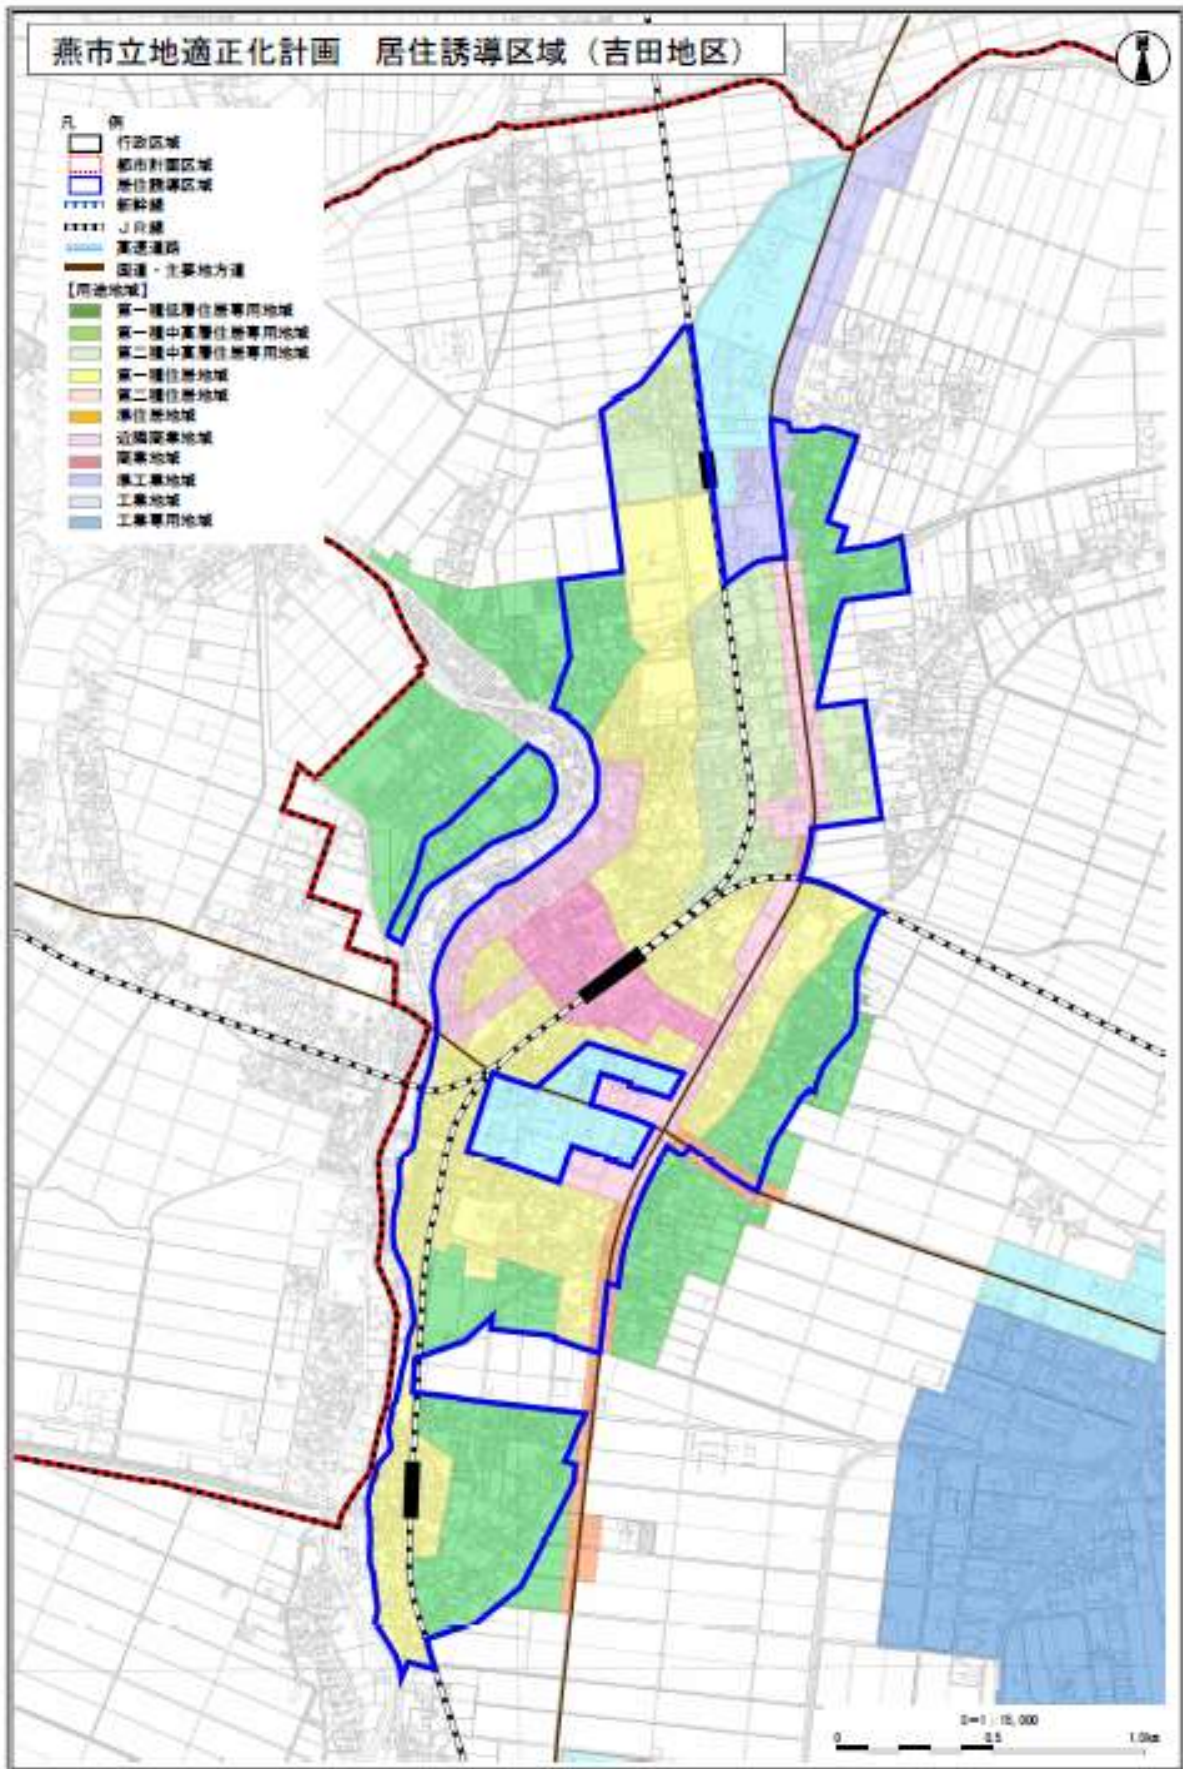 燕市立地適正化計画　居住誘導区域（吉田地区）
凡　例
行政区域
都市計画区域
居住誘導区域
新幹線
ＪＲ線
高速道路
国道・主要地方道
【用途地域】
第一種低層住居専用地域
第一種中高層住居専用地域
第二種中高層住居専用地域
第一種住居地域
第二種住居地域
準住居地域
近隣商業地域
商業地域
準工業地域
工業地域
工業専用地域
S=1:15,000
0 0.5 1.0km